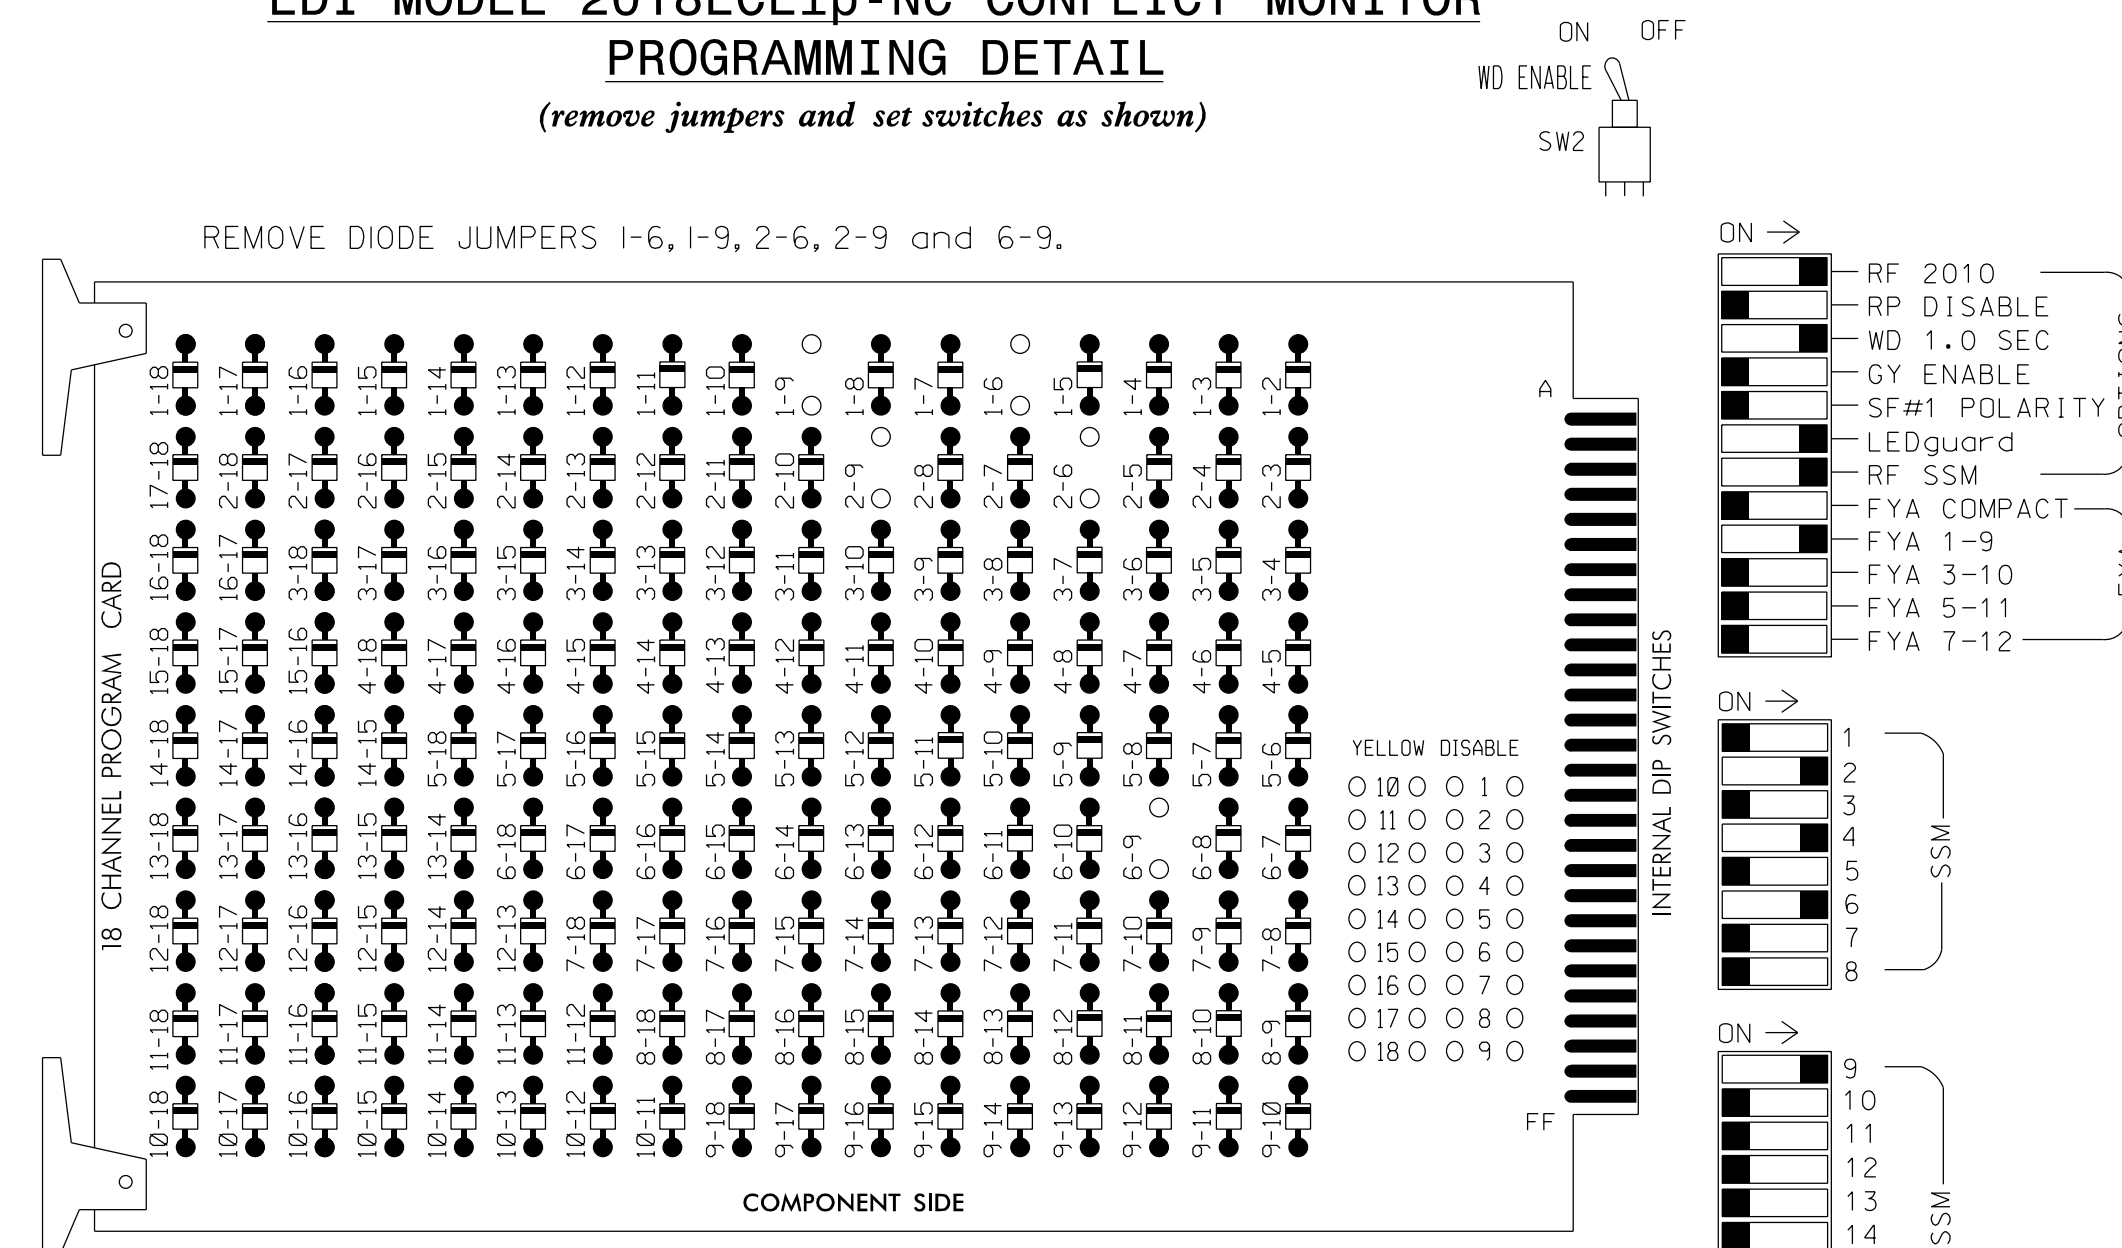 EDI MODEL 2018ECLip-NC CONFLICT MONITOR
PROGRAMMING DETAIL
(remove jumpers and set switches as shown)
ON OFF
WD ENABLE
SW2
REMOVE DIODE JUMPERS 1-6, 1-9, 2-6, 2-9 and 6-9.
1-18 1-17 1-16 1-15 1-14 1-13 1-12 1-11 1-10 1-9 1-8 1-7 1-6 1-5 1-4 1-3 1-2
17-18 2-18 2-17 2-16 2-15 2-14 2-13 2-12 2-11 2-10 2-9 2-8 2-7 2-6 2-5 2-4 2-3
16-18 16-17 3-18 3-17 3-16 3-15 3-14 3-13 3-12 3-11 3-10 3-9 3-8 3-7 3-6 3-5 3-4
15-18 15-17 15-16 4-18 4-17 4-16 4-15 4-14 4-13 4-12 4-11 4-10 4-9 4-8 4-7 4-6 4-5
14-18 14-17 14-16 14-15 5-18 5-17 5-16 5-15 5-14 5-13 5-12 5-11 5-10 5-9 5-8 5-7 5-6
13-18 13-17 13-16 13-15 13-14 6-18 6-17 6-16 6-15 6-14 6-13 6-12 6-11 6-10 6-9 6-8 6-7
12-18 12-17 12-16 12-15 12-14 12-13 7-18 7-17 7-16 7-15 7-14 7-13 7-12 7-11 7-10 7-9 7-8
11-18 11-17 11-16 11-15 11-14 11-13 11-12 8-18 8-17 8-16 8-15 8-14 8-13 8-12 8-11 8-10 8-9
10-18 10-17 10-16 10-15 10-14 10-13 10-12 10-11 9-18 9-17 9-16 9-15 9-14 9-13 9-12 9-11 9-10
18 CHANNEL PROGRAM CARD
COMPONENT SIDE
A
FF
YELLOW DISABLE
10 1
11 2
12 3
13 4
14 5
15 6
16 7
17 8
18 9
INTERNAL DIP SWITCHES
ON
RF 2010
RP DISABLE
WD 1.0 SEC
GY ENABLE
SF#1 POLARITY
LEDguard
RF SSM
FYA COMPACT
FYA 1-9
FYA 3-10
FYA 5-11
FYA 7-12
ON
1
2
3
4
5
6
7
8
SSM
ON
9
10
11
12
13
14
SSM